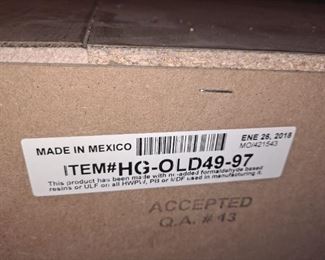 MADE IN MEXICO
ENE 26, 2018
MO/421543
ITEM#HG-OLD49-97
This product has been made with no-added formaldehyde based
resins or ULF on all HWPW, PB or MDF used in manufacturing it.
ACCEPTED
Q.A. # 43